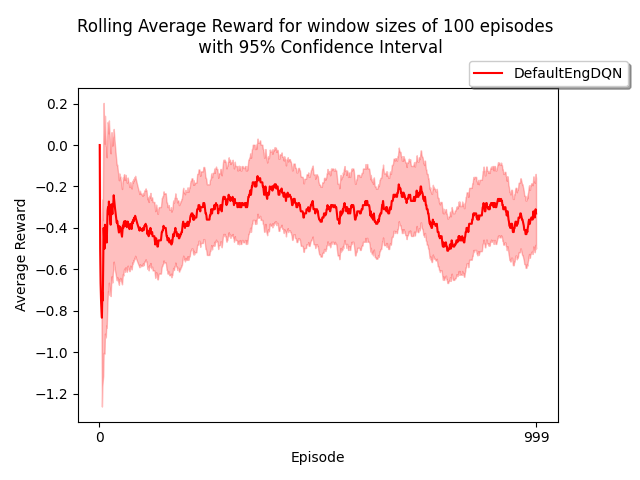 Rolling Average Reward for window sizes of 100 episodes
with 95% Confidence Interval
DefaultEngDQN
0.2
0.0
−0.2
−0.4
−0.6
−0.8
−1.0
−1.2
Average Reward
0
999
Episode